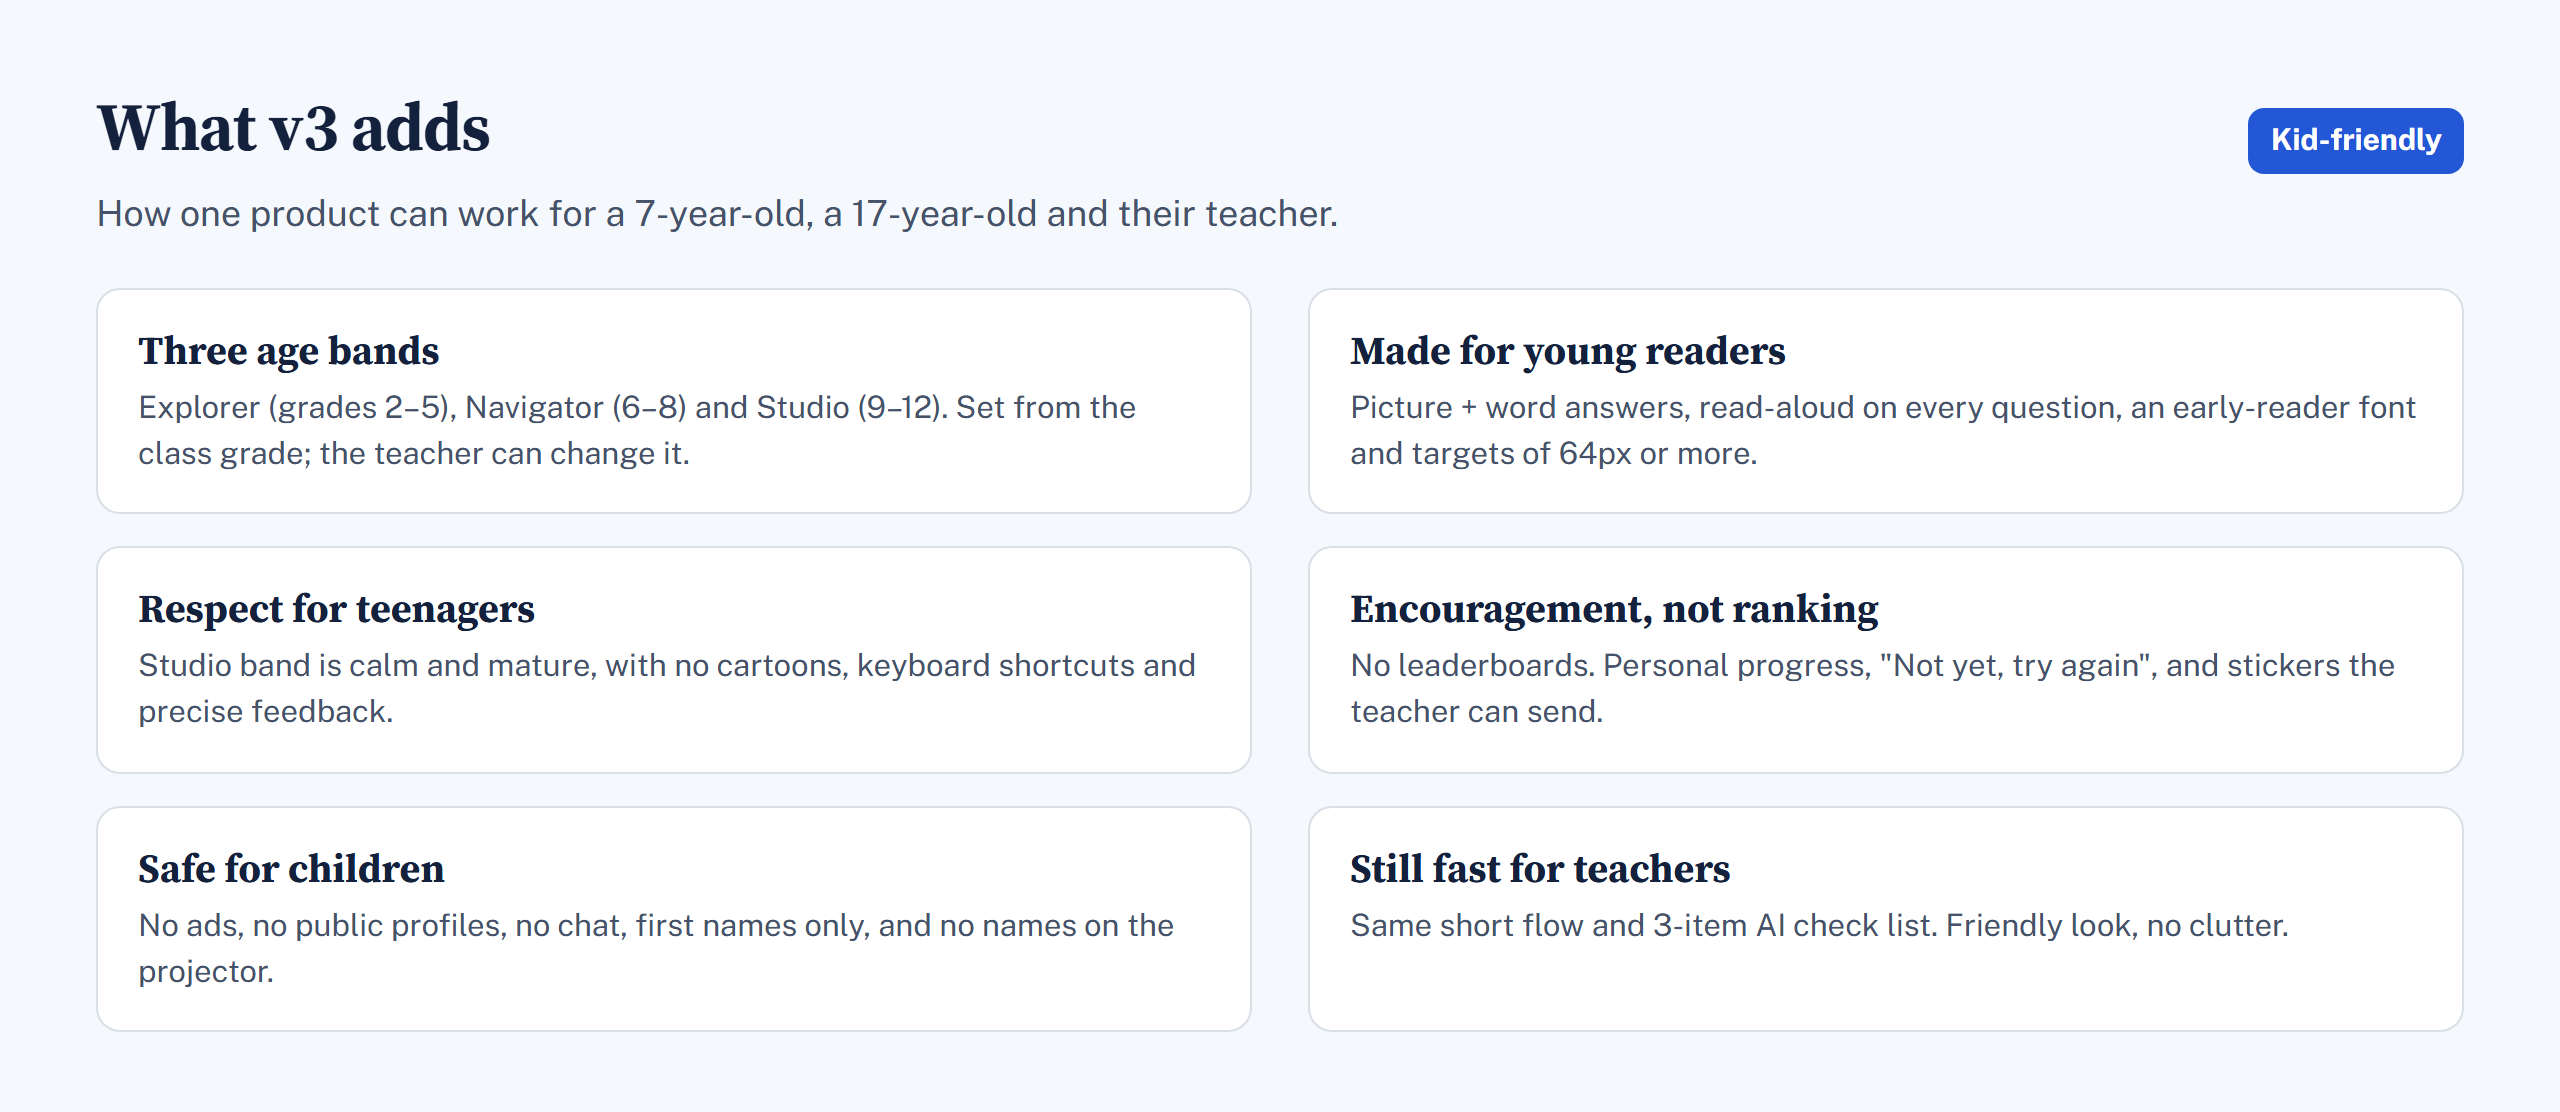 What v3 adds
Kid-friendly
How one product can work for a 7-year-old, a 17-year-old and their teacher.
Three age bands
Explorer (grades 2–5), Navigator (6–8) and Studio (9–12). Set from the
class grade; the teacher can change it.
Made for young readers
Picture + word answers, read-aloud on every question, an early-reader font
and targets of 64px or more.
Respect for teenagers
Studio band is calm and mature, with no cartoons, keyboard shortcuts and
precise feedback.
Encouragement, not ranking
No leaderboards. Personal progress, "Not yet, try again", and stickers the
teacher can send.
Safe for children
No ads, no public profiles, no chat, first names only, and no names on the
projector.
Still fast for teachers
Same short flow and 3-item AI check list. Friendly look, no clutter.